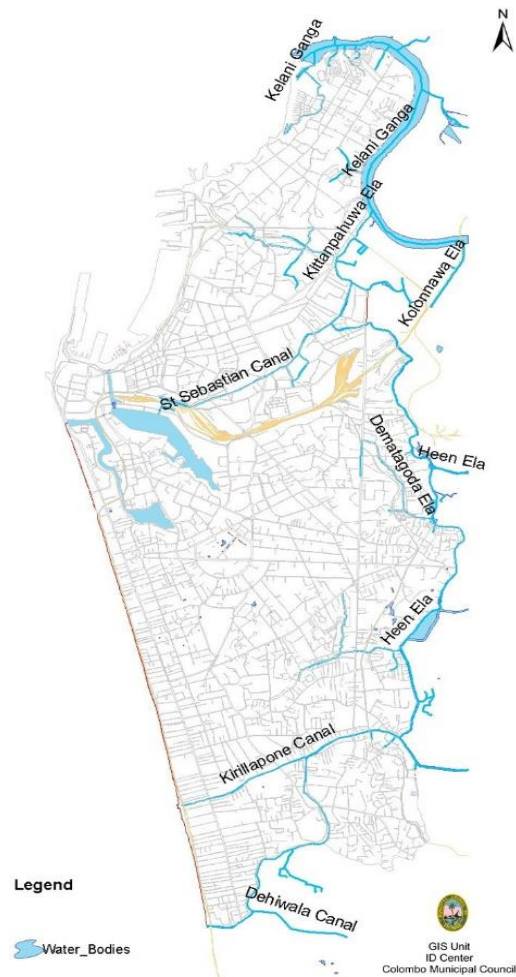 N
Kelani Ganga
Kelani Ganga
Kittanpahuwa Ela
Kolonnawa Ela
St Sebastian Canal
Dematagoda Ela
Heen Ela
Heen Ela
Kirillapone Canal
Dehiwala Canal
Legend
Water_Bodies
GIS Unit
ID Center
Colombo Municipal Council